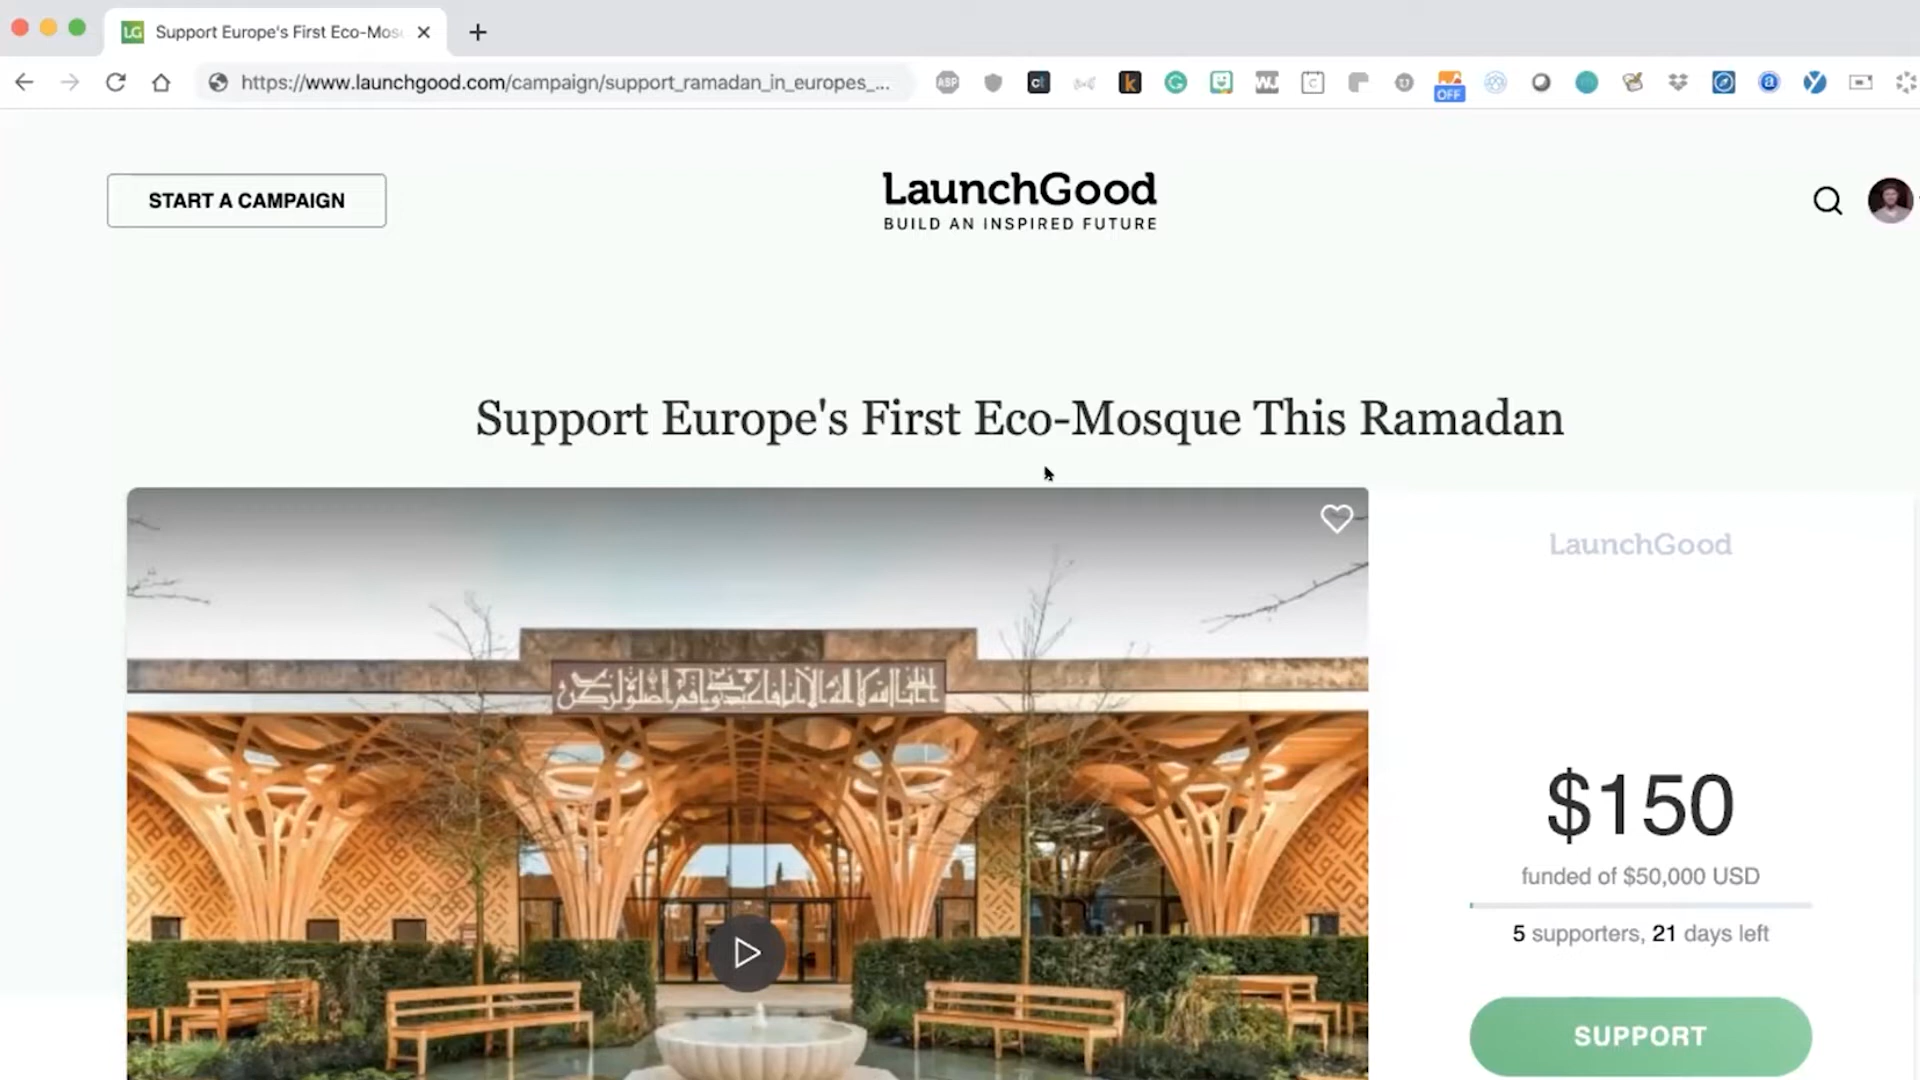 Support Europe's First Eco-Mos
https://www.launchgood.com/campaign/support_ramadan_in_europes_...
OFF
START A CAMPAIGN
LaunchGood
BUILD AN INSPIRED FUTURE
Support Europe's First Eco-Mosque This Ramadan
LaunchGood
$150
funded of $50,000 USD
5 supporters, 21 days left
SUPPORT